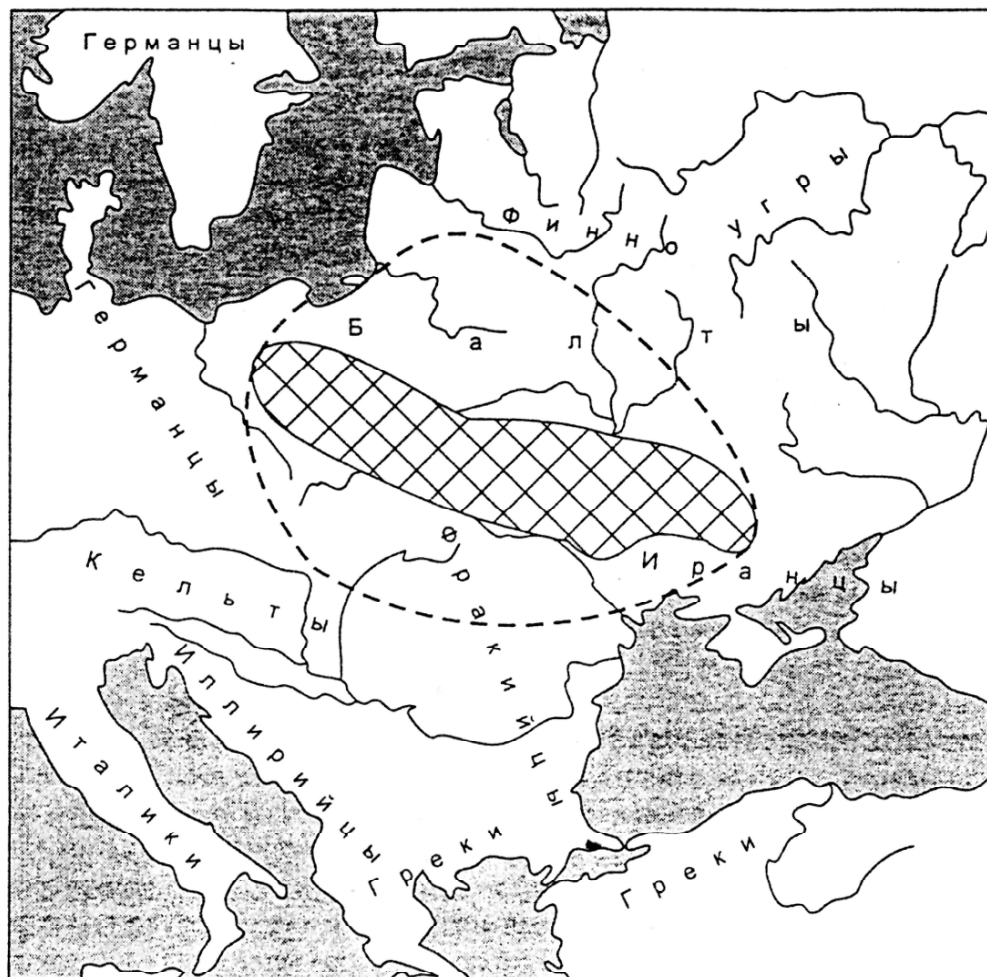 Германцы
Финно-угры
Германцы
Балты
Фракийцы
Иранцы
Кельты
Иллирийцы
Италики
Греки
Греки